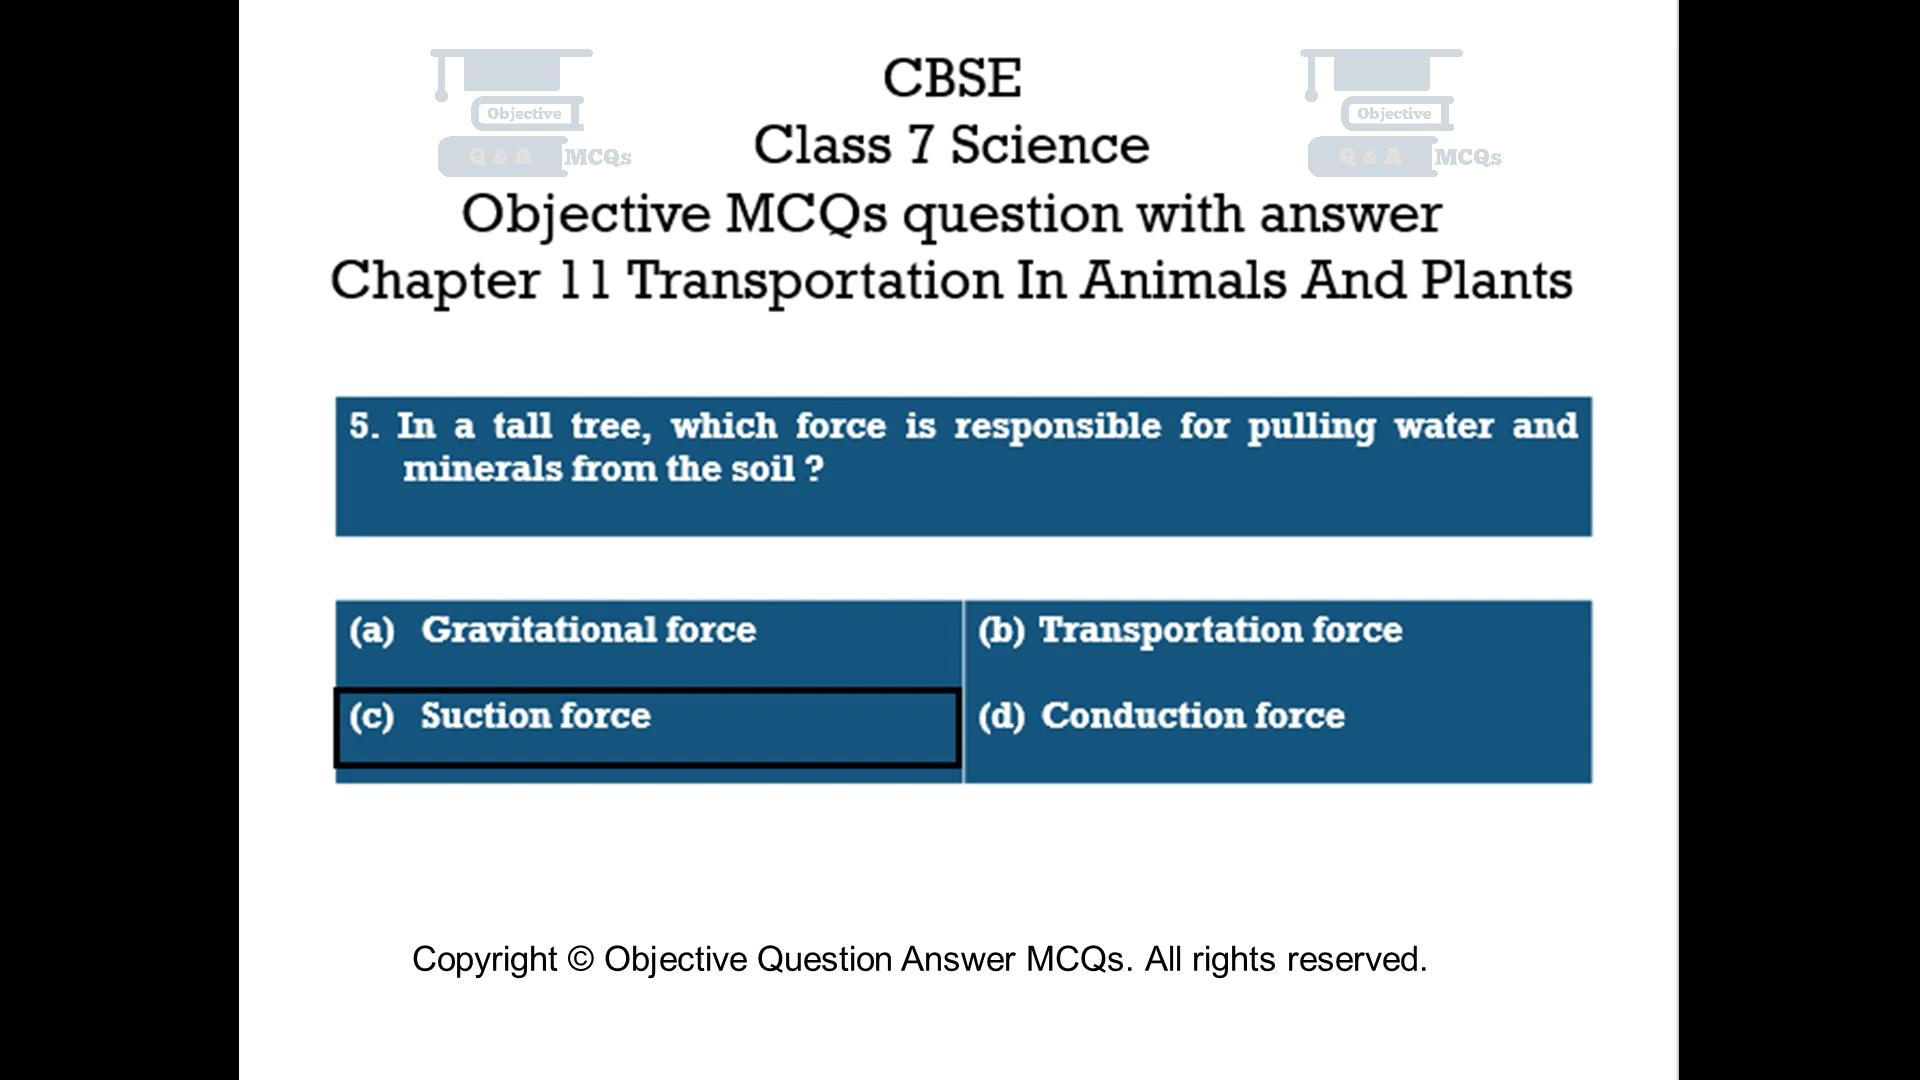 CBSE
Class 7 Science
Objective MCQs question with answer
Chapter 11 Transportation In Animals And Plants
Objective
Q & A MCQs
Objective
Q & A MCQs
5. In a tall tree, which force is responsible for pulling water and
minerals from the soil ?
(a) Gravitational force
(b) Transportation force
(c) Suction force
(d) Conduction force
Copyright © Objective Question Answer MCQs. All rights reserved.